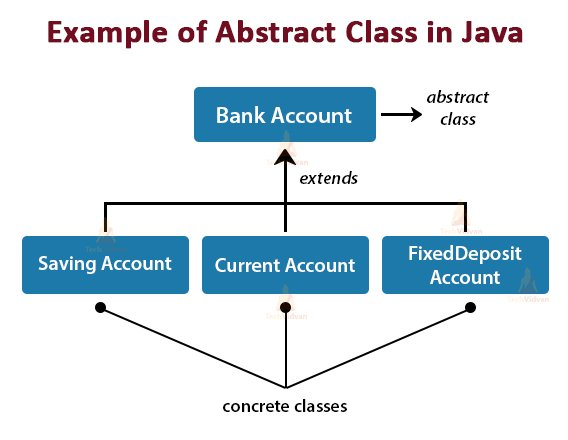 Example of Abstract Class in Java
Bank Account
abstract
class
extends
Saving Account
Current Account
FixedDeposit
Account
concrete classes